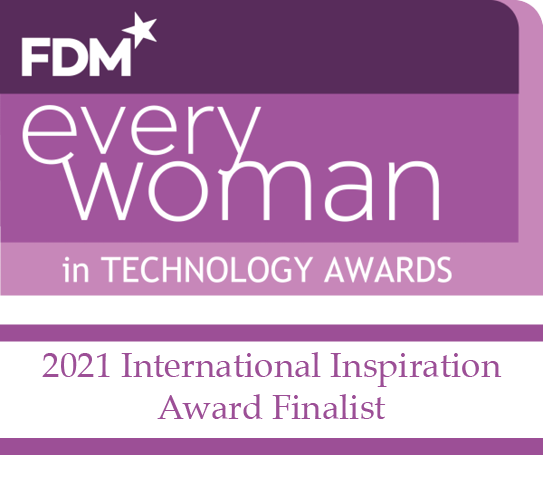 FDM
every
woman
in TECHNOLOGY AWARDS
2021 International Inspiration
Award Finalist